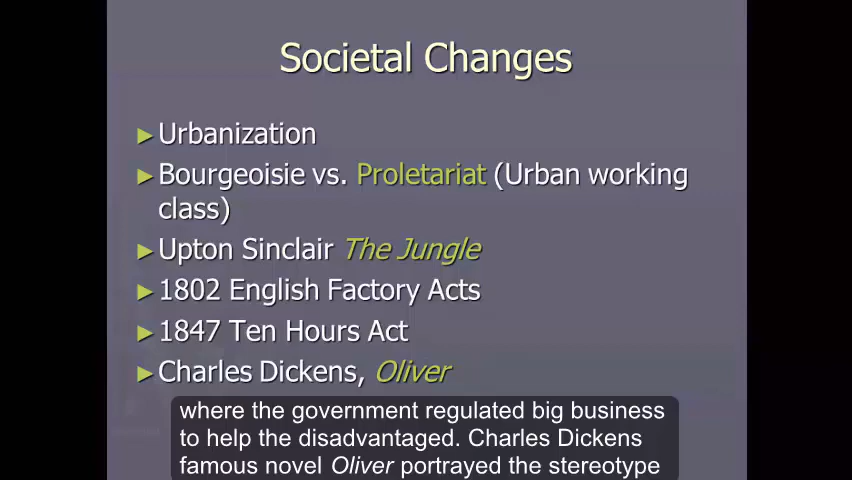 Societal Changes
►Urbanization
►Bourgeoisie vs. Proletariat (Urban working
class)
►Upton Sinclair The Jungle
►1802 English Factory Acts
►1847 Ten Hours Act
►Charles Dickens, Oliver
where the government regulated big business
to help the disadvantaged. Charles Dickens
famous novel Oliver portrayed the stereotype